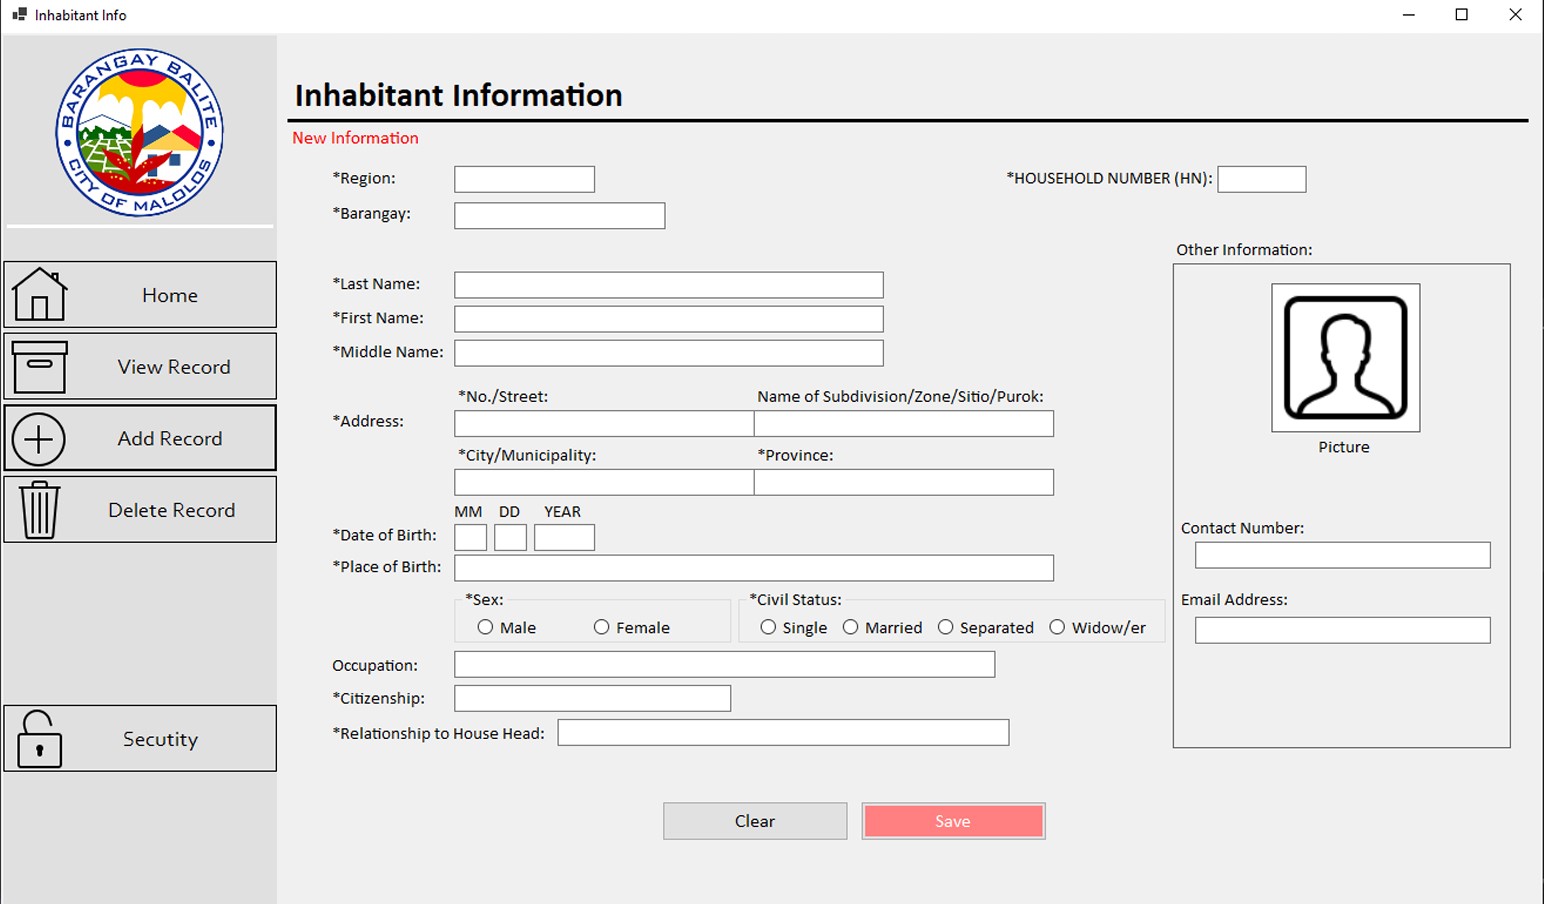 Inhabitant Info
BARANGAY BALITE
CITY OF MALOLOS
Home
View Record
Add Record
Delete Record
Secutity
Inhabitant Information
New Information
*Region:
*HOUSEHOLD NUMBER (HN):
*Barangay:
*Last Name:
*First Name:
*Middle Name:
*No./Street: Name of Subdivision/Zone/Sitio/Purok:
*Address:
*City/Municipality: *Province:
MM DD YEAR
*Date of Birth:
*Place of Birth:
*Sex:
Male Female
*Civil Status:
Single Married Separated Widow/er
Occupation:
*Citizenship:
*Relationship to House Head:
Other Information:
Picture
Contact Number:
Email Address:
Clear Save